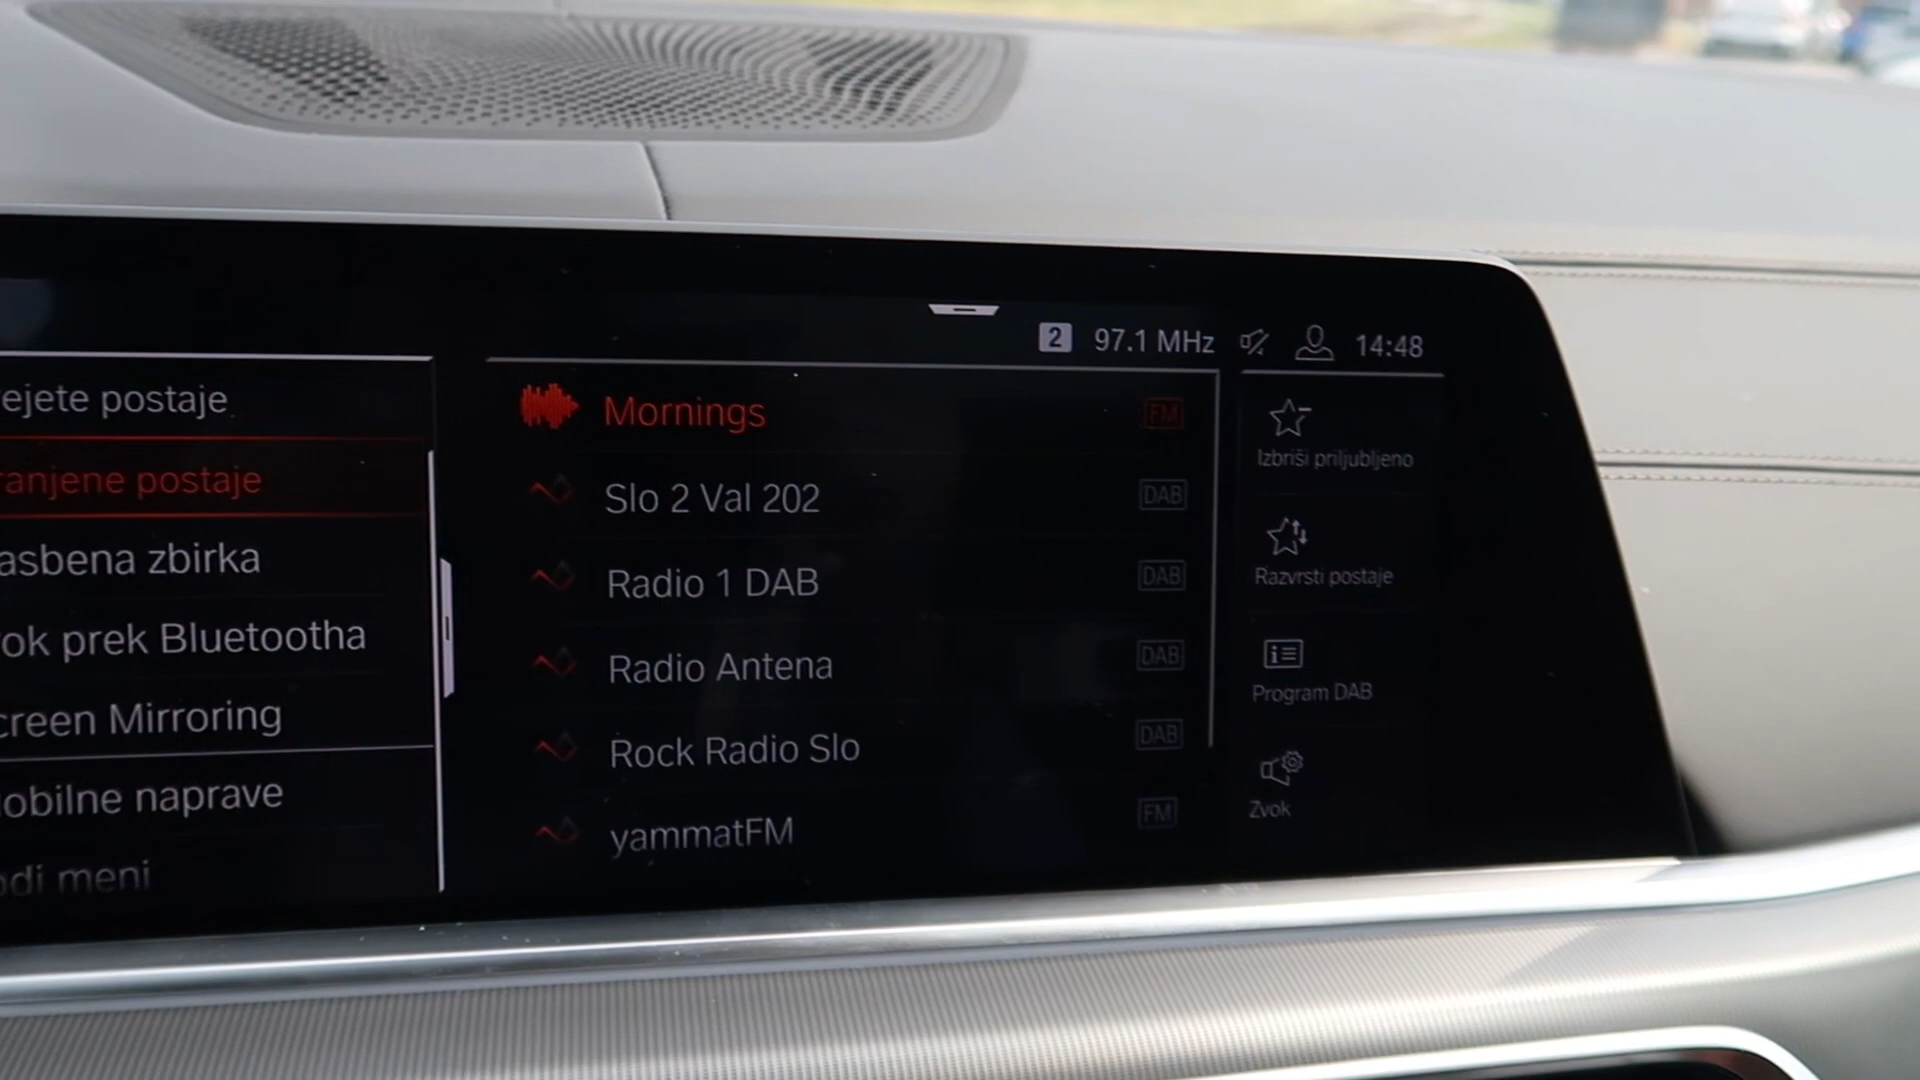 2 97.1 MHz 14:48
ejete postaje
ranjene postaje
asbena zbirka
ok prek Bluetootha
creen Mirroring
obilne naprave
odi meni
Mornings FM
Slo 2 Val 202 DAB
Radio 1 DAB DAB
Radio Antena DAB
Rock Radio Slo DAB
yammatFM FM
Izbriši priljubljeno
Razvrsti postaje
Program DAB
Zvok